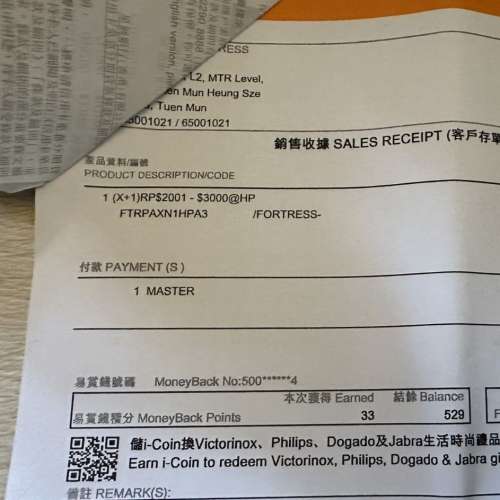 RESS
L2, MTR Level,
en Mun Heung Sze
Tuen Mun
3001021 / 65001021
銷售收據 SALES RECEIPT (客戶存單
產品資料/編號
PRODUCT DESCRIPTION/CODE
1 (X+1)RP$2001 - $3000@HP
FTRPAXN1HPA3 /FORTRESS-
付款 PAYMENT (S )
1 MASTER
易賞錢號碼 MoneyBack No:500******4
本次獲得 Earned 結餘 Balance
易賞錢積分 MoneyBack Points 33 529
儲i-Coin換Victorinox、Philips、Dogado及Jabra生活時尚禮品
Earn i-Coin to redeem Victorinox, Philips, Dogado & Jabra gi
備註 REMARK(S):